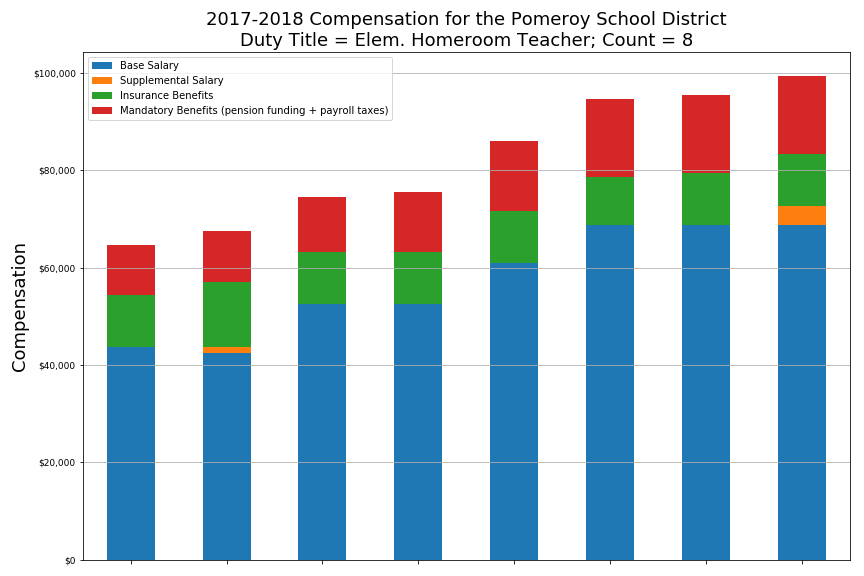 2017-2018 Compensation for the Pomeroy School District
Duty Title = Elem. Homeroom Teacher; Count = 8
Base Salary
Supplemental Salary
Insurance Benefits
Mandatory Benefits (pension funding + payroll taxes)
$100,000
$80,000
$60,000
$40,000
$20,000
$0
Compensation